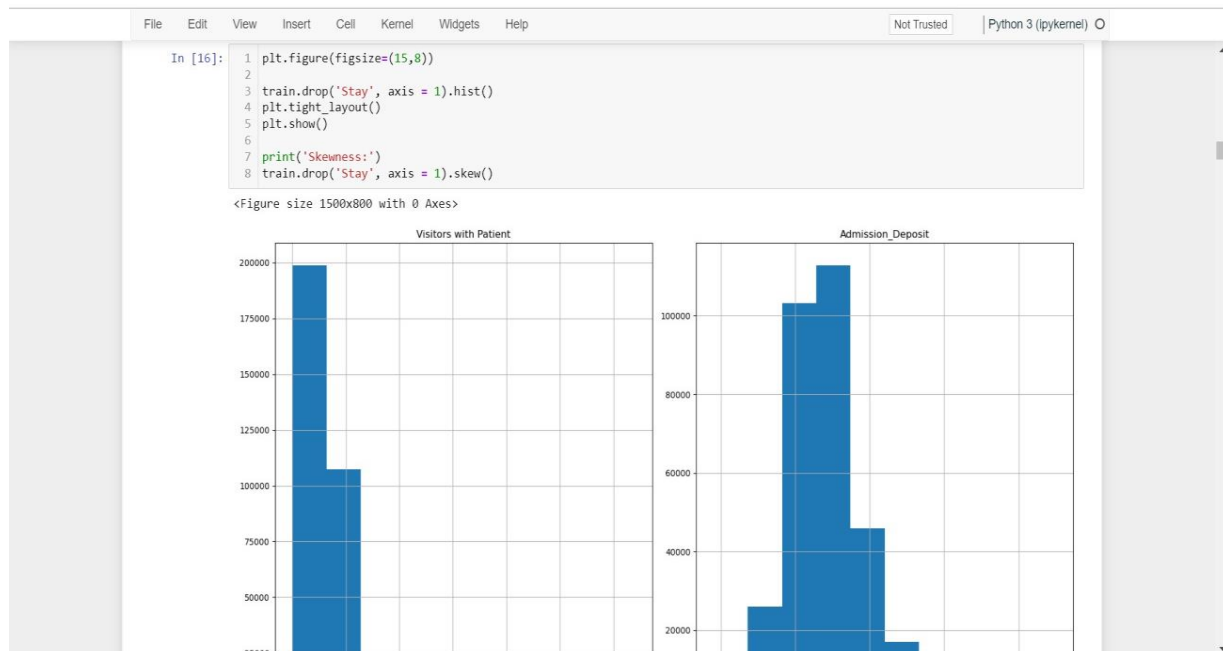 File Edit View Insert Cell Kernel Widgets Help Not Trusted Python 3 (ipykernel)
In [16]:
1 plt.figure(figsize=(15,8))
2
3 train.drop('Stay', axis = 1).hist()
4 plt.tight_layout()
5 plt.show()
6
7 print('Skewness:')
8 train.drop('Stay', axis = 1).skew()
<Figure size 1500x800 with 0 Axes>
Visitors with Patient
200000
175000
150000
125000
100000
75000
50000
Admission_Deposit
100000
80000
60000
40000
20000